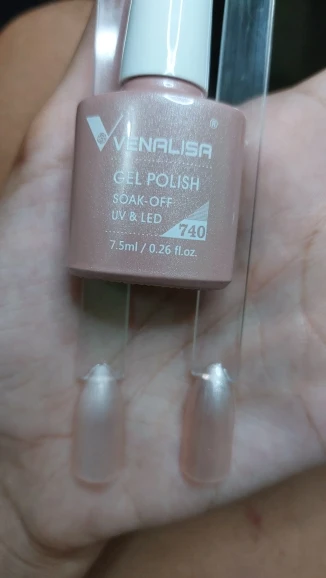 VENALISA ®
GEL POLISH
SOAK-OFF
UV & LED
740
7.5ml / 0.26 fl.oz.